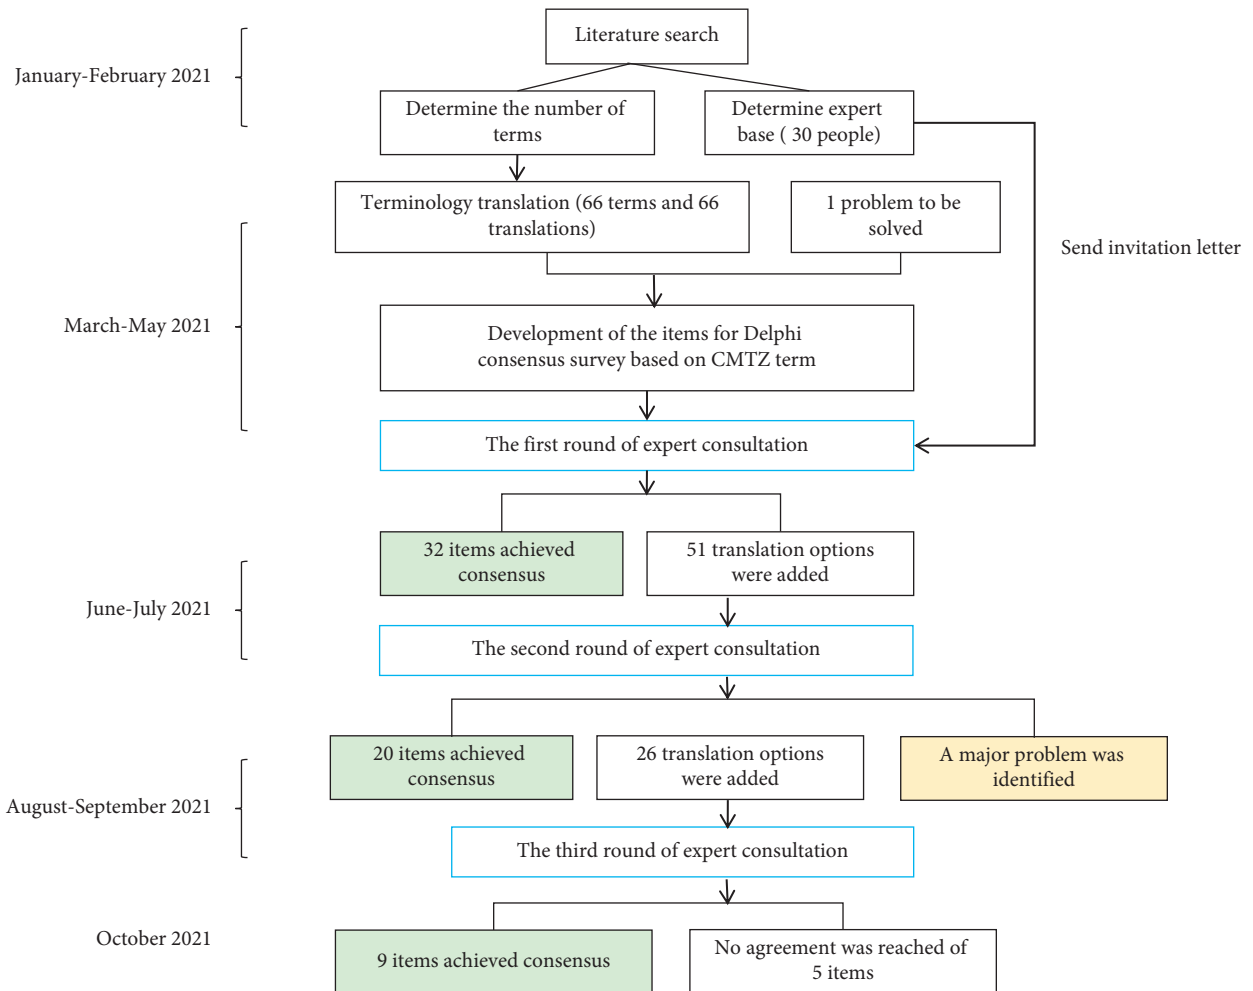 Literature search
January-February 2021
Determine the number of
terms
Determine expert
base ( 30 people)
Terminology translation (66 terms and 66
translations)
1 problem to be
solved
Send invitation letter
March-May 2021
Development of the items for Delphi
consensus survey based on CMTZ term
The first round of expert consultation
32 items achieved
consensus
51 translation options
were added
June-July 2021
The second round of expert consultation
20 items achieved
consensus
26 translation options
were added
A major problem was
identified
August-September 2021
The third round of expert consultation
October 2021
9 items achieved consensus
No agreement was reached of
5 items